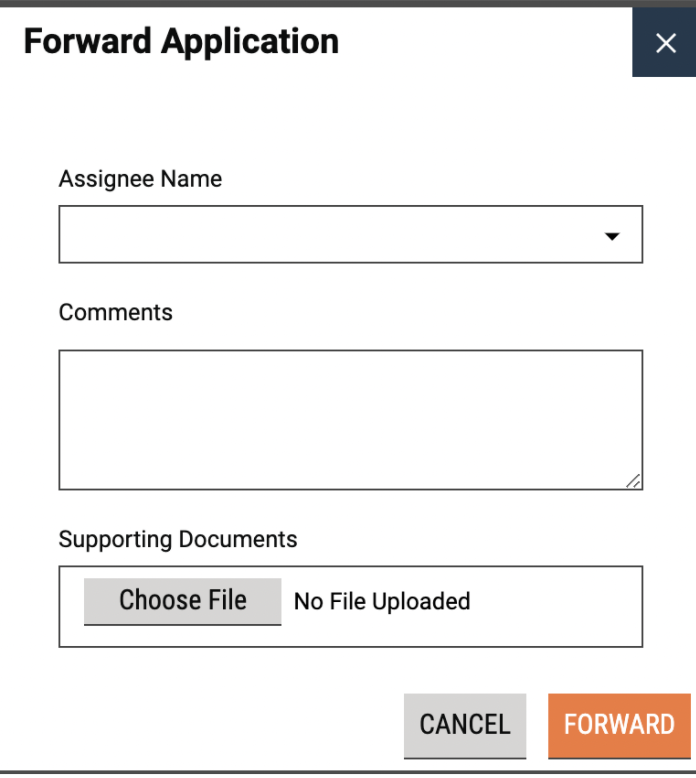 Forward Application
Assignee Name
Comments
Supporting Documents
Choose File No File Uploaded
CANCEL FORWARD